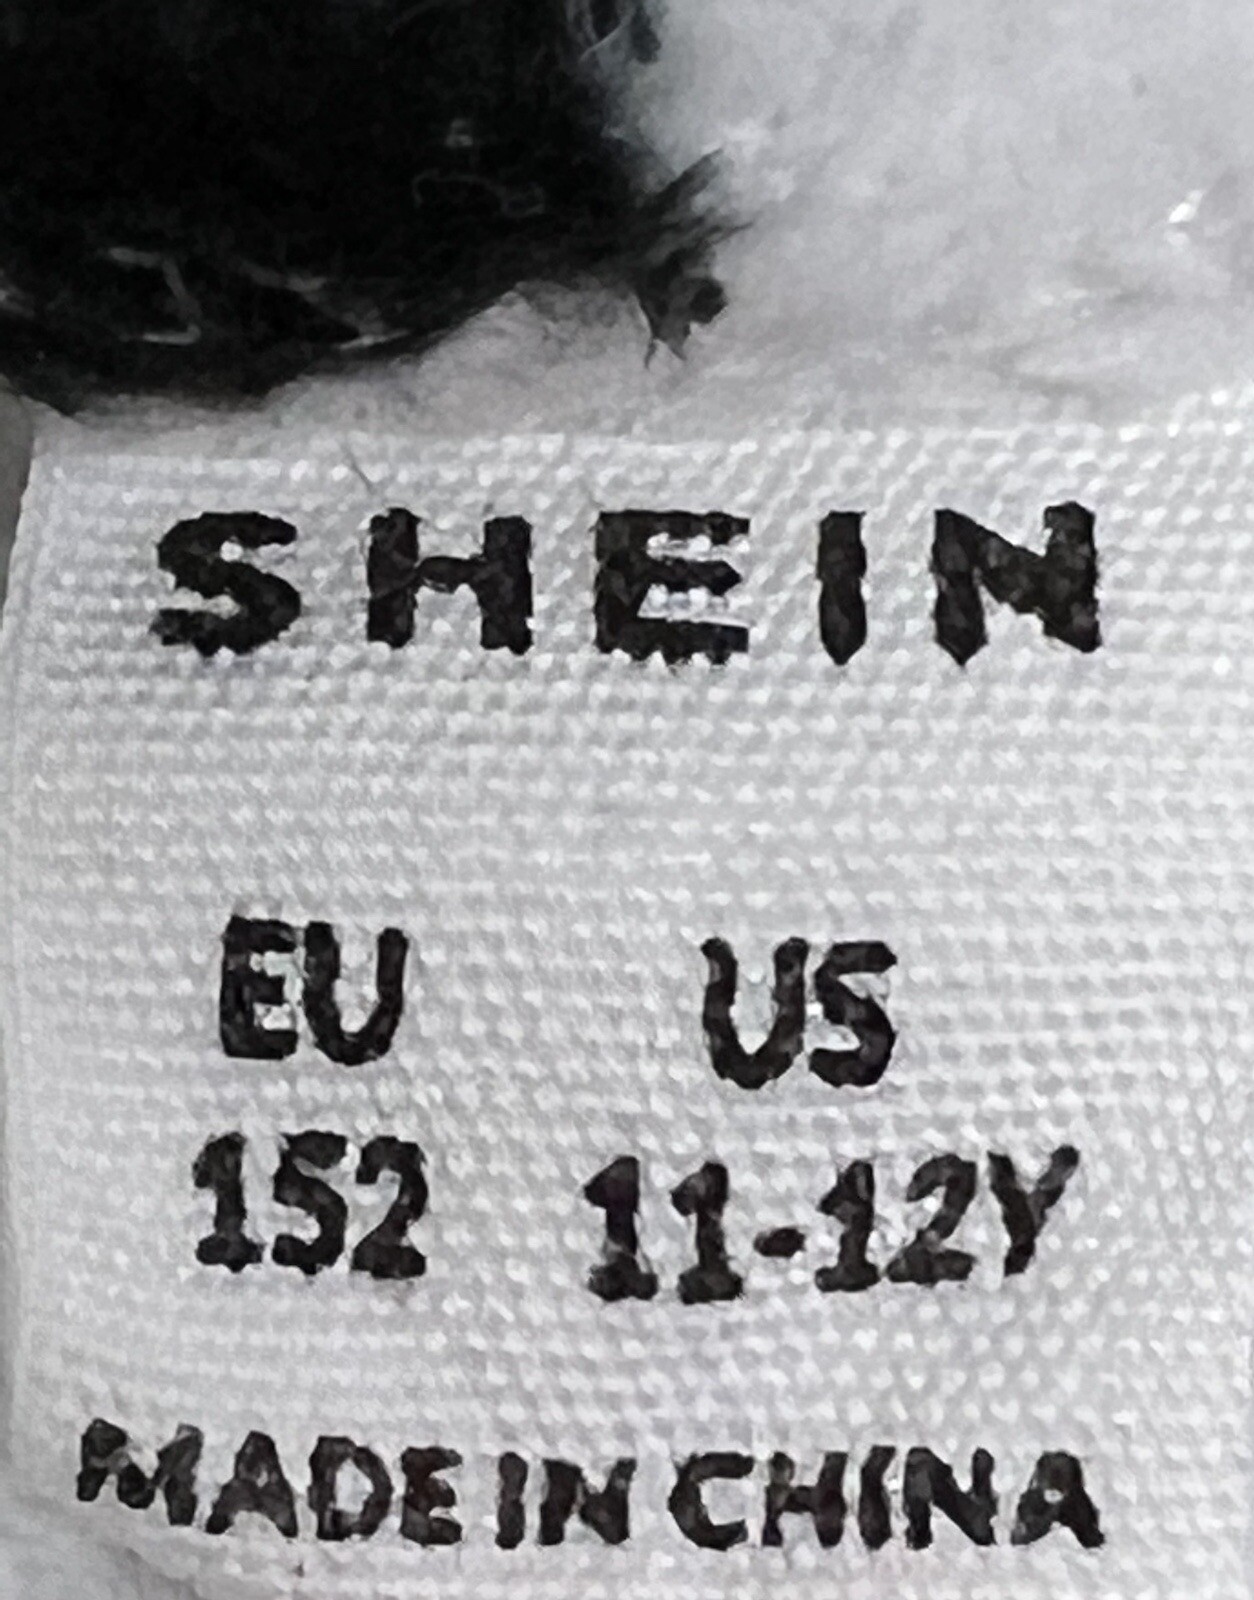 SHEIN
EU US
152 11-12Y
MADE IN CHINA